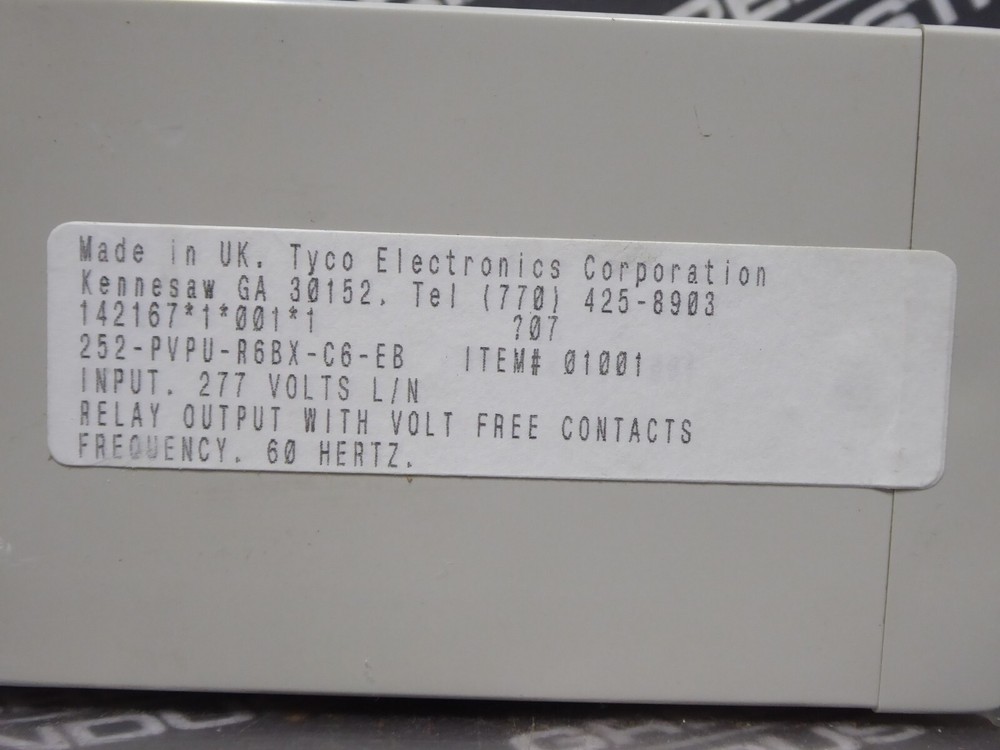 Made in UK. Tyco Electronics Corporation
Kennesaw GA 30152. Tel (770) 425-8903
142167*1*001*1 ?07
252-PVPU-R6BX-C6-EB ITEM# 01001
INPUT. 277 VOLTS L/N
RELAY OUTPUT WITH VOLT FREE CONTACTS
FREQUENCY. 60 HERTZ.